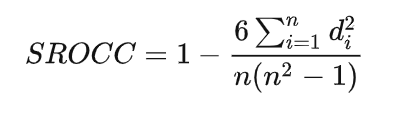 $SROCC = 1 - \frac{6 \sum_{i=1}^{n} d_i^2}{n(n^2 - 1)}$